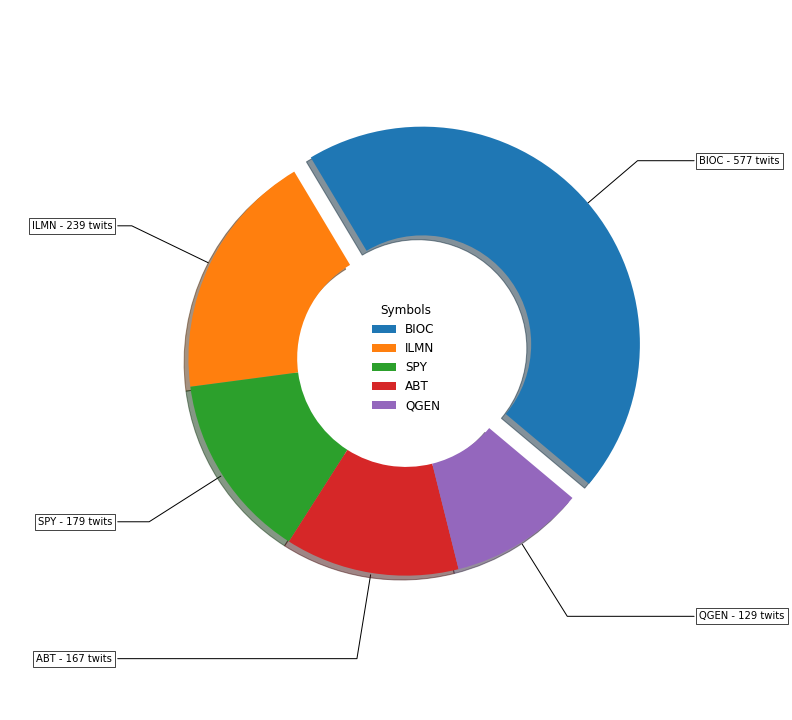 BIOC - 577 twits
ILMN - 239 twits
Symbols
BIOC
ILMN
SPY
ABT
QGEN
SPY - 179 twits
QGEN - 129 twits
ABT - 167 twits